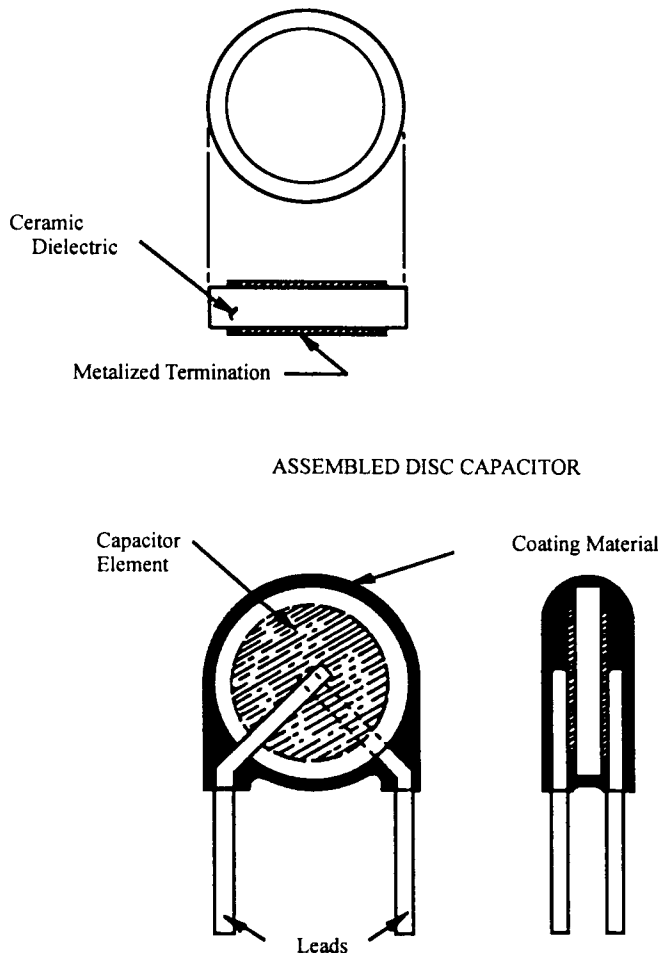 Ceramic
Dielectric
Metalized Termination
ASSEMBLED DISC CAPACITOR
Capacitor
Element
Coating Material
Leads